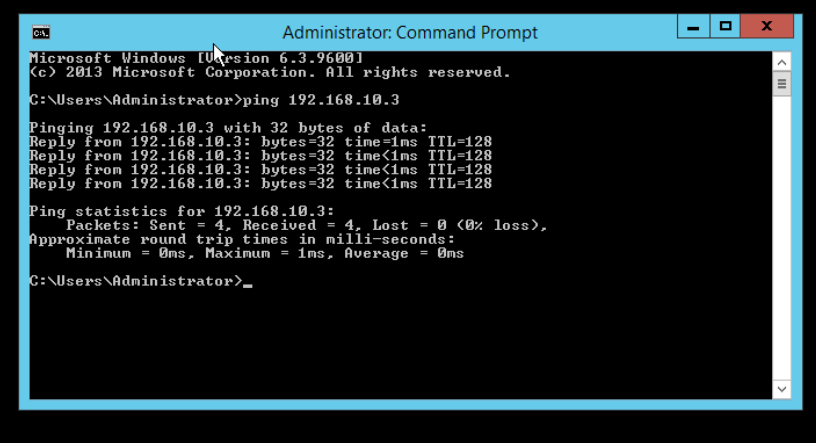 Administrator: Command Prompt
Microsoft Windows [Version 6.3.9600]
(c) 2013 Microsoft Corporation. All rights reserved.
C:\Users\Administrator>ping 192.168.10.3
Pinging 192.168.10.3 with 32 bytes of data:
Reply from 192.168.10.3: bytes=32 time=1ms TTL=128
Reply from 192.168.10.3: bytes=32 time<1ms TTL=128
Reply from 192.168.10.3: bytes=32 time<1ms TTL=128
Reply from 192.168.10.3: bytes=32 time<1ms TTL=128
Ping statistics for 192.168.10.3:
Packets: Sent = 4, Received = 4, Lost = 0 (0% loss),
Approximate round trip times in milli-seconds:
Minimum = 0ms, Maximum = 1ms, Average = 0ms
C:\Users\Administrator>_